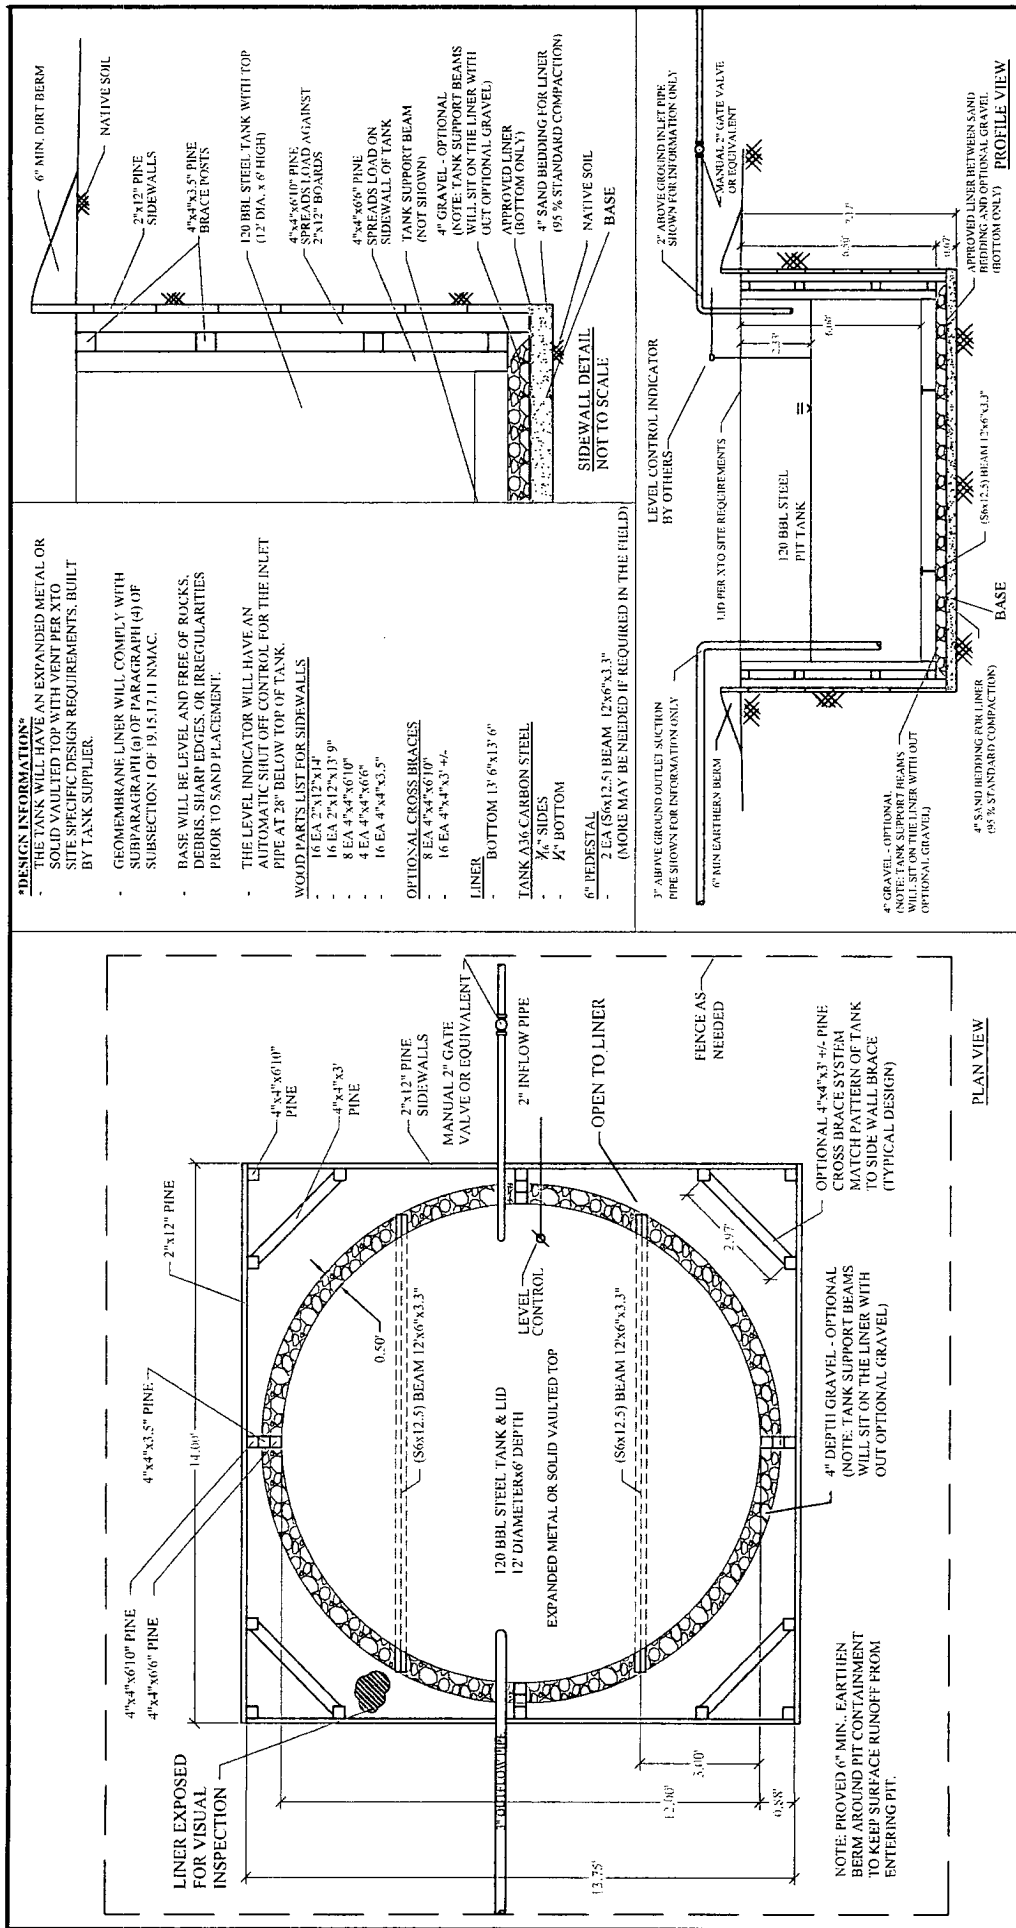 *DESIGN INFORMATION*
- THE TANK WILL HAVE AN EXPANDED METAL OR
SOLID VAULTED TOP WITH VENT PER XTO
SITE SPECIFIC DESIGN REQUIREMENTS, BUILT
BY TANK SUPPLIER.
- GEOMEMBRANE LINER WILL COMPLY WITH
SUBPARAGRAPH (a) OF PARAGRAPH (4) OF
SUBSECTION I OF 19.15.17.11 NMAC.
- BASE WILL BE LEVEL AND FREE OF ROCKS,
DEBRIS, SHARP EDGES, OR IRREGULARITIES
PRIOR TO SAND PLACEMENT.
- THE LEVEL INDICATOR WILL HAVE AN
AUTOMATIC SHUT OFF CONTROL FOR THE INLET
PIPE AT 28" BELOW TOP OF TANK.
WOOD PARTS LIST FOR SIDEWALLS
- 16 EA 2"x12"x14'
- 16 EA 2"x12"x13' 9"
- 8 EA 4"x4"x6'10"
- 4 EA 4"x4"x6'6"
- 16 EA 4"x4"x3.5"
OPTIONAL CROSS BRACES
- 8 EA 4"x4"x6'10"
- 16 EA 4"x4"x3' +/-
LINER
- BOTTOM 13' 6"x13' 6"
TANK A36 CARBON STEEL
- SIDES
- ¼" BOTTOM
6" PEDESTAL
- 2 EA (S6x12.5) BEAM 12'x6"x3.3"
(MORE MAY BE NEEDED IF REQUIRED IN THE FIELD)
6" MIN. DIRT BERM
NATIVE SOIL
2"x12" PINE
SIDEWALLS
4"x4"x3.5" PINE
BRACE POSTS
120 BBL STEEL TANK WITH TOP
(12' DIA. x 6' HIGH)
4"x4"x6'10" PINE
SPREADS LOAD AGAINST
2"x12" BOARDS
4"x4"x6'6" PINE
SPREADS LOAD ON
SIDEWALL OF TANK
TANK SUPPORT BEAM
(NOT SHOWN)
4" GRAVEL - OPTIONAL
(NOTE: TANK SUPPORT BEAMS
WILL SIT ON THE LINER WITH
OUT OPTIONAL GRAVEL)
APPROVED LINER
(BOTTOM ONLY)
4" SAND BEDDING FOR LINER
(95 % STANDARD COMPACTION)
NATIVE SOIL
BASE
SIDEWALL DETAIL
NOT TO SCALE
LINER EXPOSED
FOR VISUAL
INSPECTION
4"x4"x6'10" PINE
4"x4"x6'6" PINE
4"x4"x3.5" PINE
14.00'
2"x12" PINE
4"x4"x6'10"
PINE
4"x4"x3'
PINE
2"x12" PINE
SIDEWALLS
MANUAL 2" GATE
VALVE OR EQUIVALENT
2" INFLOW PIPE
OPEN TO LINER
FENCE AS
NEEDED
0.50'
(S6x12.5) BEAM 12'x6"x3.3"
LEVEL
CONTROL
120 BBL STEEL TANK & LID
12' DIAMETERx6' DEPTH
EXPANDED METAL OR SOLID VAULTED TOP
(S6x12.5) BEAM 12'x6"x3.3"
3" OUTFLOW PIPE
13.75'
12.00'
3.00'
0.88'
2.97'
OPTIONAL 4"x4"x3' +/- PINE
CROSS BRACE SYSTEM
MATCH PATTERN OF TANK
TO SIDE WALL BRACE
(TYPICAL DESIGN)
4" DEPTH GRAVEL - OPTIONAL
(NOTE: TANK SUPPORT BEAMS
WILL SIT ON THE LINER WITH
OUT OPTIONAL GRAVEL)
NOTE: PROVED 6" MIN., EARTHEN
BERM AROUND PIT CONTAINMENT
TO KEEP SURFACE RUNOFF FROM
ENTERING PIT.
PLAN VIEW
3" ABOVE GROUND OUTLET SUCTION
PIPE SHOWN FOR INFORMATION ONLY
6" MIN EARTHERN BERM
LID PER XTO SITE REQUIREMENTS
LEVEL CONTROL INDICATOR
BY OTHERS
2" ABOVE GROUND INLET PIPE
SHOWN FOR INFORMATION ONLY
MANUAL 2" GATE VALVE
OR EQUIVALENT
120 BBL STEEL
PIT TANK
2.33'
6.00'
6.50'
0.67'
4" GRAVEL - OPTIONAL
(NOTE: TANK SUPPORT BEAMS
WILL SIT ON THE LINER WITH OUT
OPTIONAL GRAVEL)
4" SAND BEDDING FOR LINER
(95 % STANDARD COMPACTION)
BASE
(S6x12.5) BEAM 12'x6"x3.3"
APPROVED LINER BETWEEN SAND
BEDDING AND OPTIONAL GRAVEL
(BOTTOM ONLY)
PROFILE VIEW